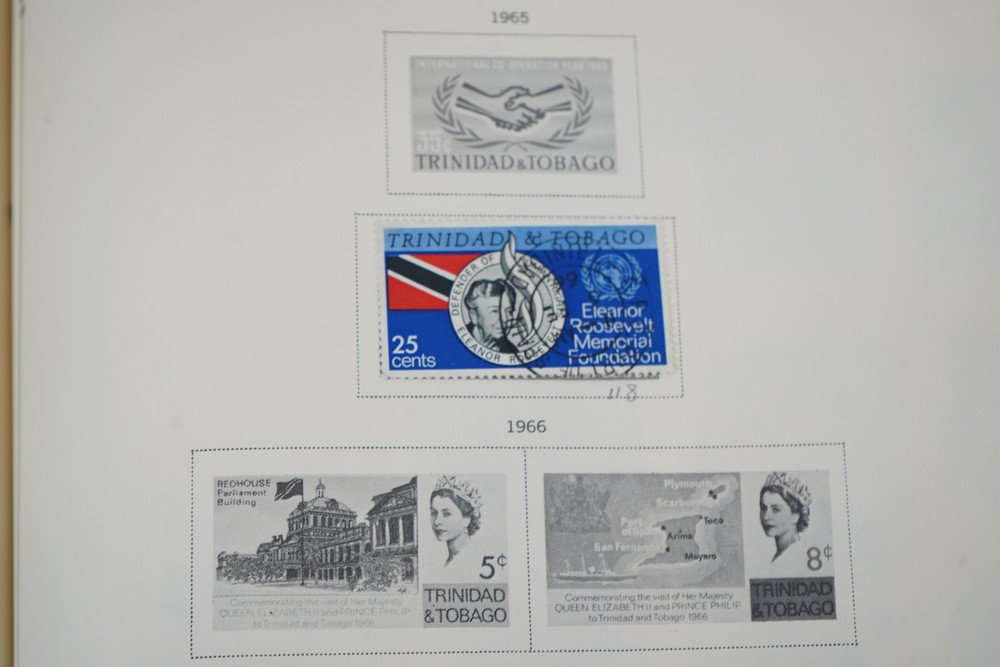 1965
INTERNATIONAL CO-OPERATION YEAR 1965
35c
TRINIDAD & TOBAGO
TRINIDAD & TOBAGO
DEFENDER OF
ELEANOR ROOSEVELT
25
cents
Eleanor
Roosevelt
Memorial
Foundation
118
1966
REDHOUSE
Parliament
Building
5¢
Commemorating the visit of Her Majesty
QUEEN ELIZABETH II and PRINCE PHILIP
to Trinidad and Tobago 1966
TRINIDAD
& TOBAGO
Plymouth
Scarborough
Port
of Spain
Toco
Arima
San Fernando
Mayaro
8¢
Commemorating the visit of Her Majesty
QUEEN ELIZABETH II and PRINCE PHILIP
to Trinidad and Tobago 1966
TRINIDAD
& TOBAGO